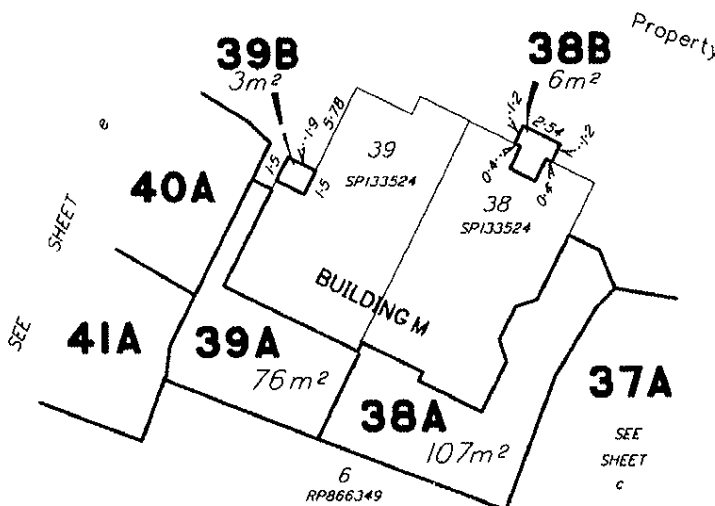 Property
39B
3m²
38B
6m²
1·5
1·9
5·78
1·5
1·2
2·54
1·2
0·4
e
SHEET
SEE
40A
39
SP133524
38
SP133524
BUILDING M
41A
39A
76m²
38A
107m²
37A
SEE
SHEET
c
6
RP866349